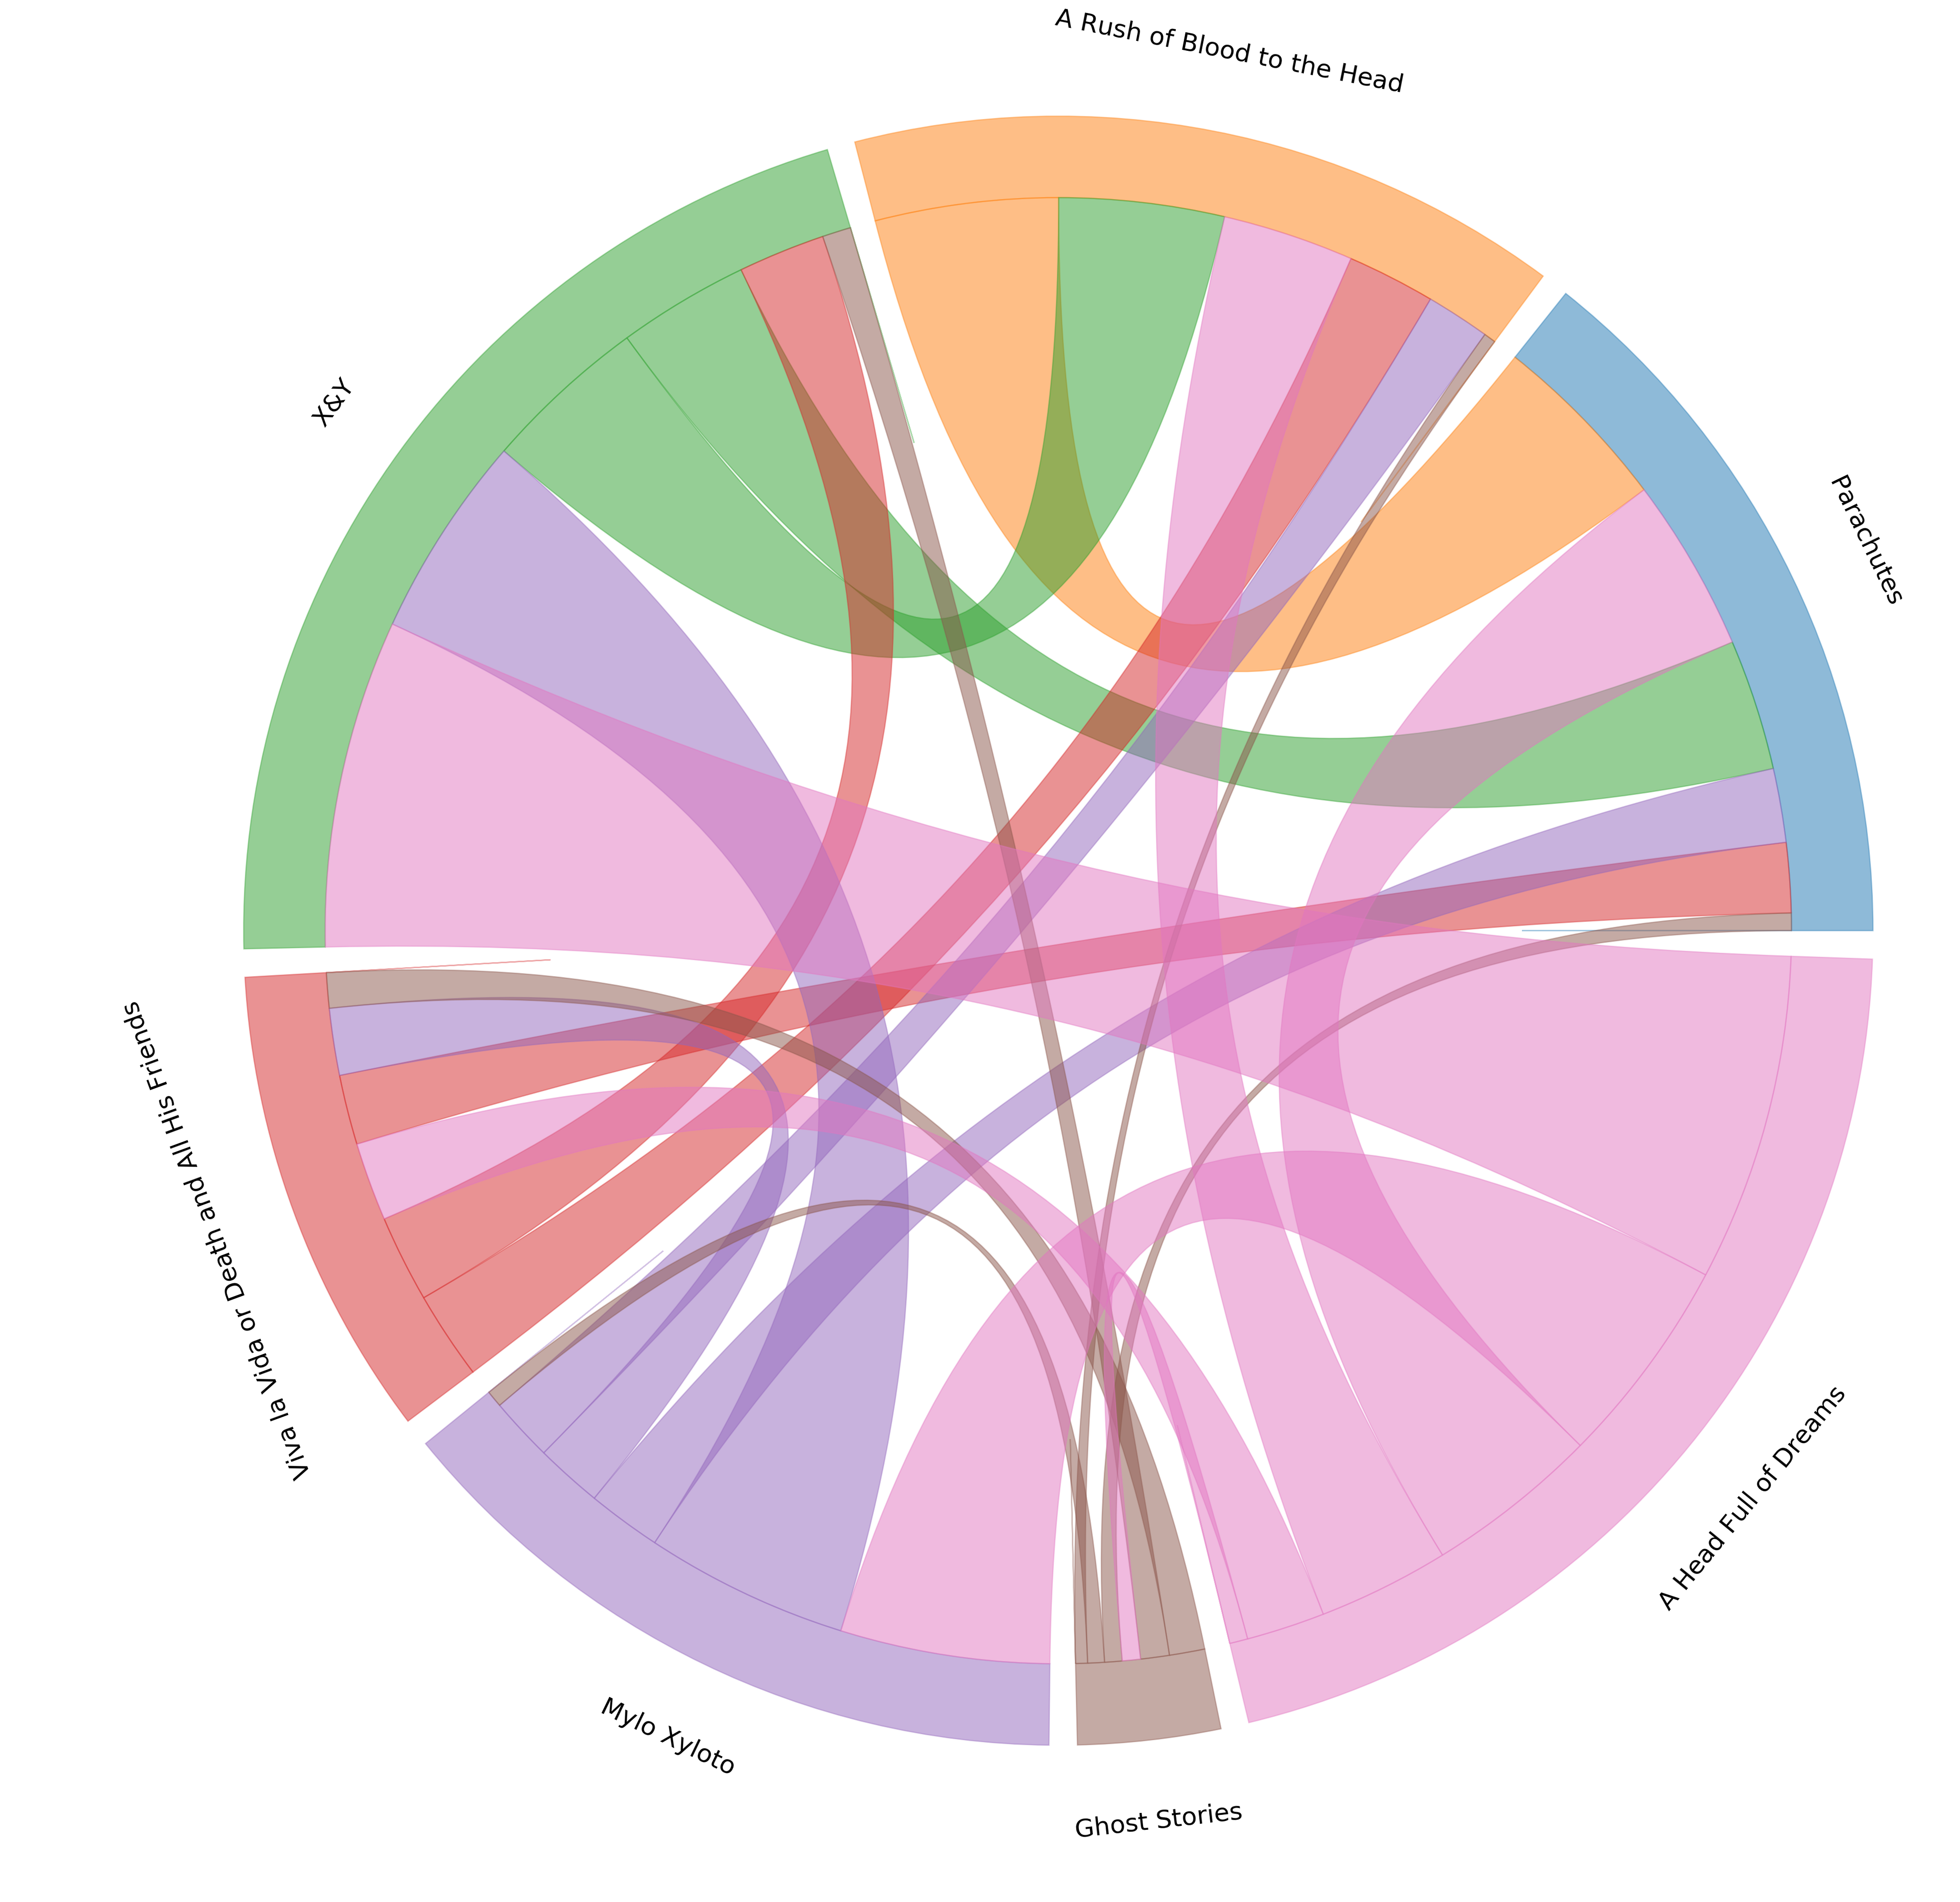 A Rush of Blood to the Head
Parachutes
X&Y
Viva la Vida or Death and All His Friends
A Head Full of Dreams
Mylo Xyloto
Ghost Stories